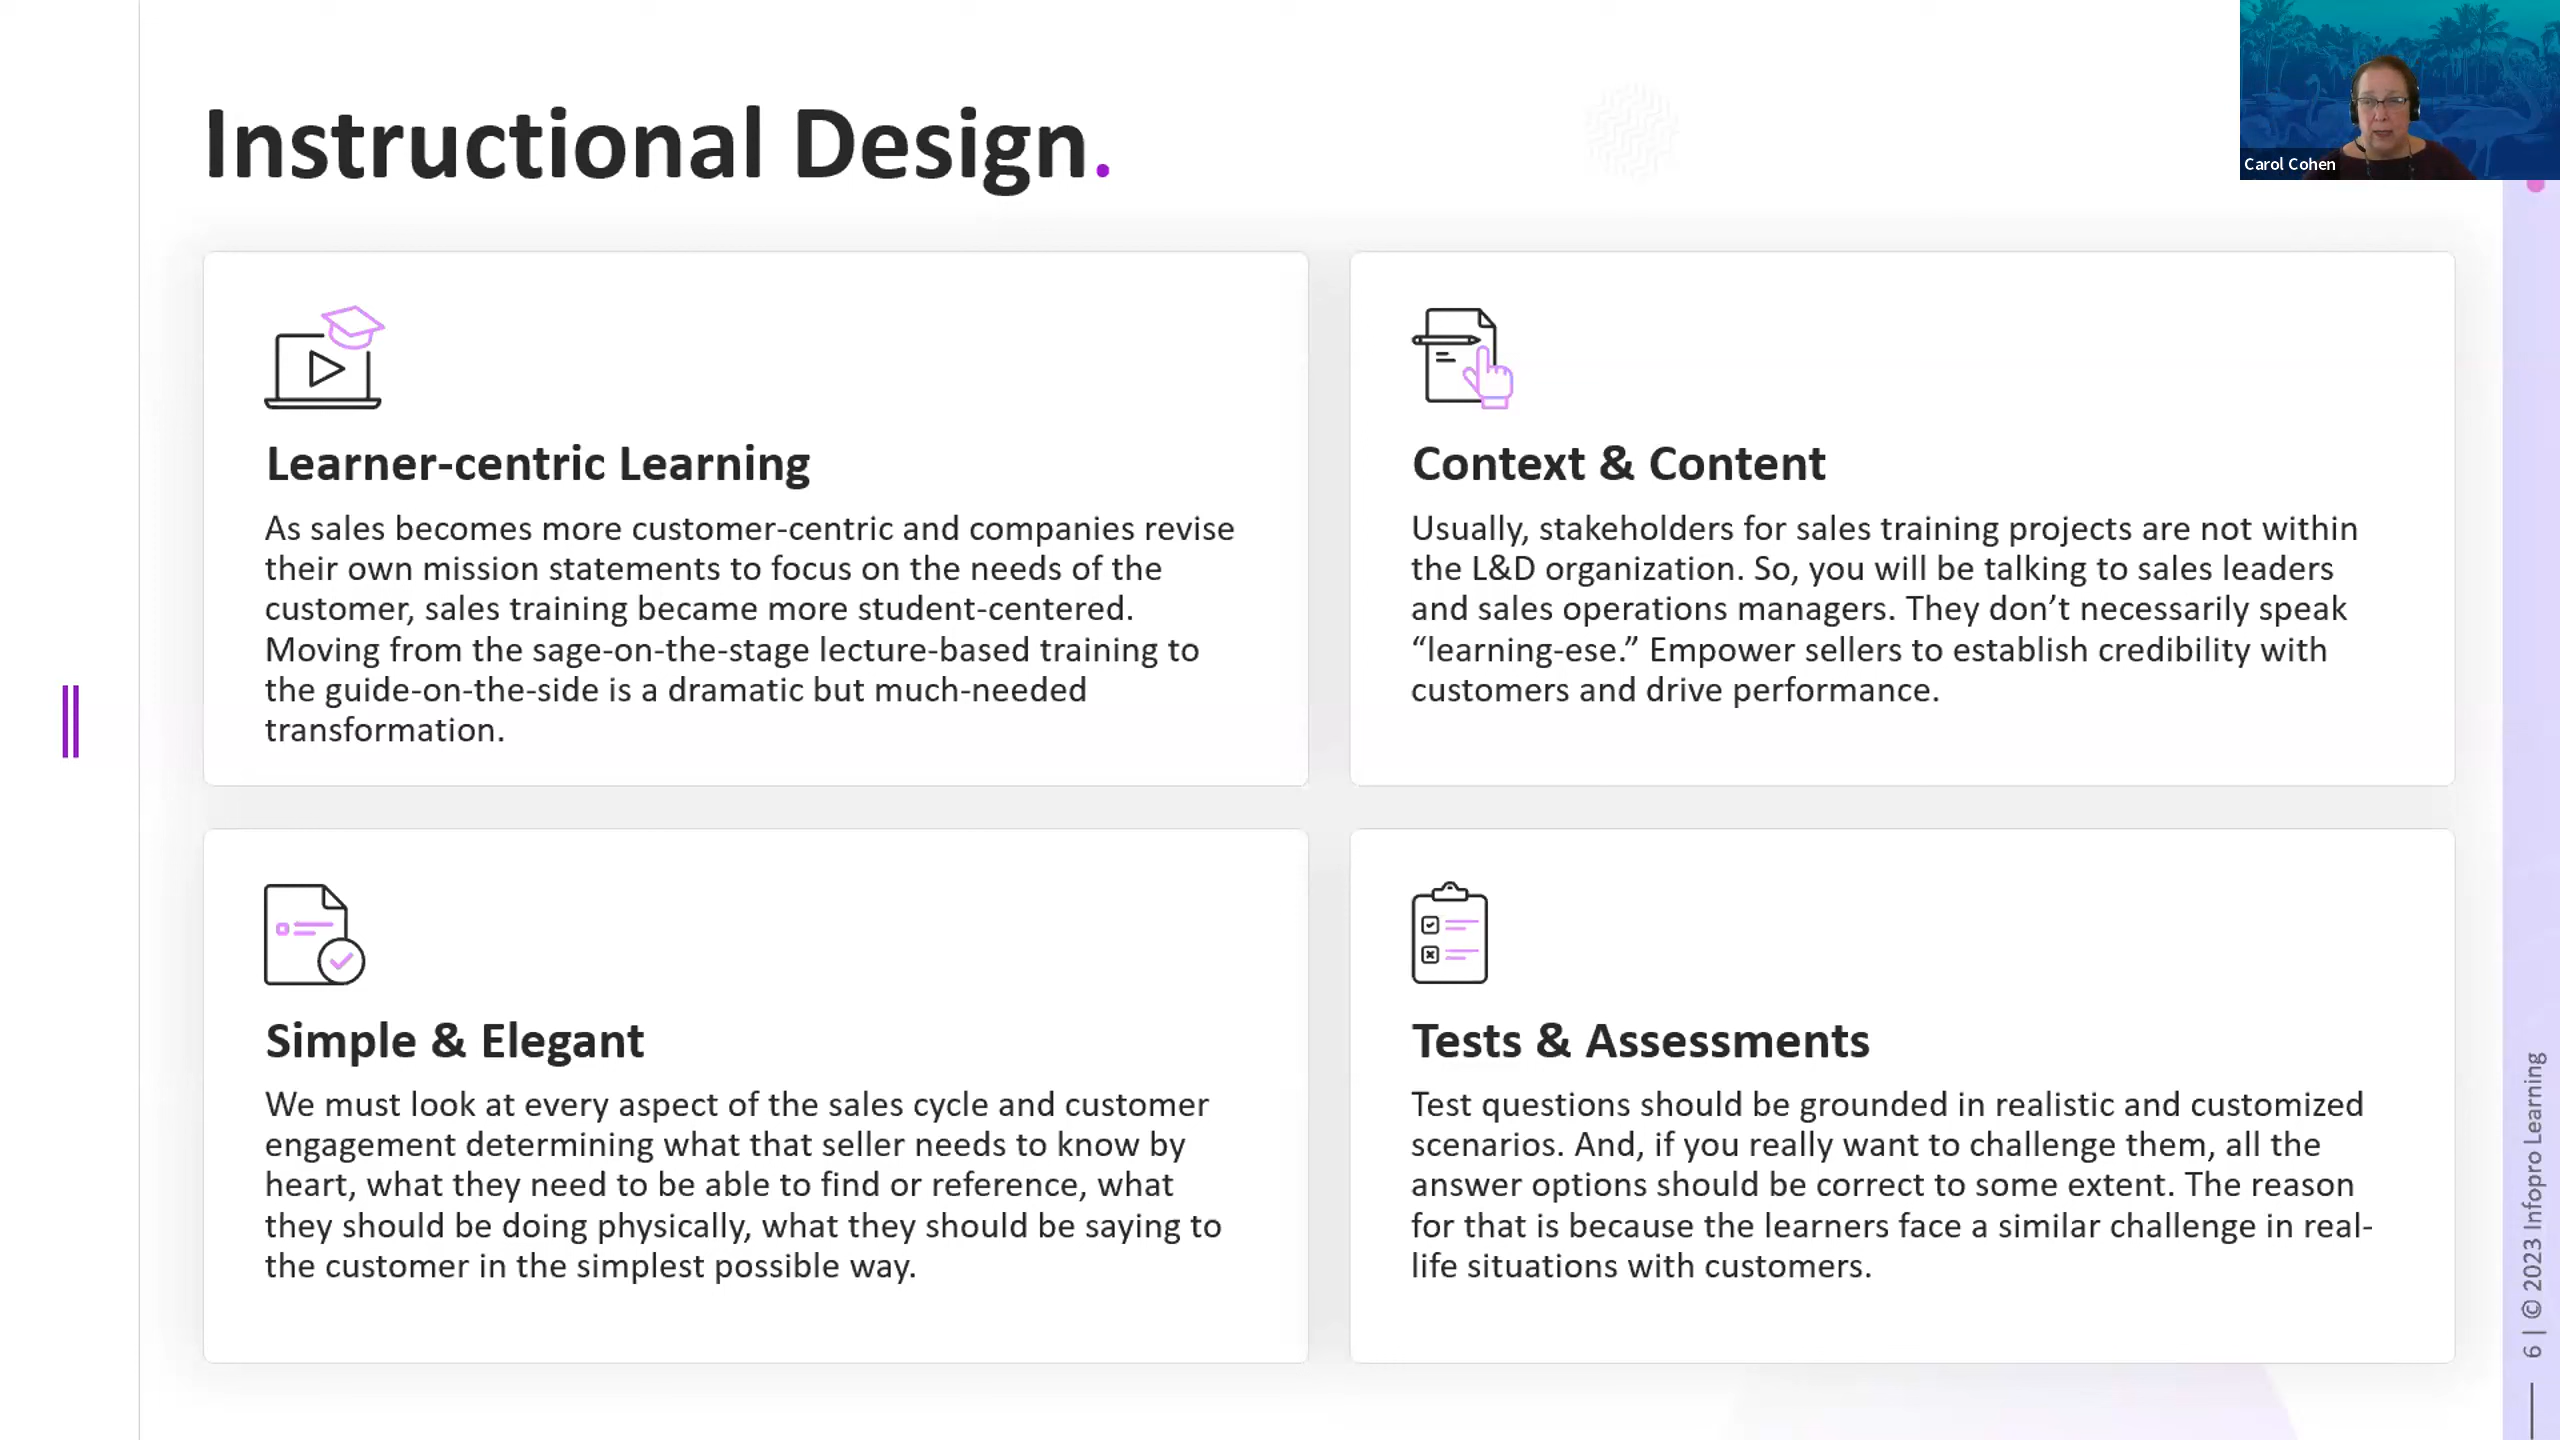 Instructional Design.
Carol Cohen
Learner-centric Learning
As sales becomes more customer-centric and companies revise
their own mission statements to focus on the needs of the
customer, sales training became more student-centered.
Moving from the sage-on-the-stage lecture-based training to
the guide-on-the-side is a dramatic but much-needed
transformation.
Context & Content
Usually, stakeholders for sales training projects are not within
the L&D organization. So, you will be talking to sales leaders
and sales operations managers. They don’t necessarily speak
“learning-ese.” Empower sellers to establish credibility with
customers and drive performance.
Simple & Elegant
We must look at every aspect of the sales cycle and customer
engagement determining what that seller needs to know by
heart, what they need to be able to find or reference, what
they should be doing physically, what they should be saying to
the customer in the simplest possible way.
Tests & Assessments
Test questions should be grounded in realistic and customized
scenarios. And, if you really want to challenge them, all the
answer options should be correct to some extent. The reason
for that is because the learners face a similar challenge in real-
life situations with customers.
6 | © 2023 Infopro Learning